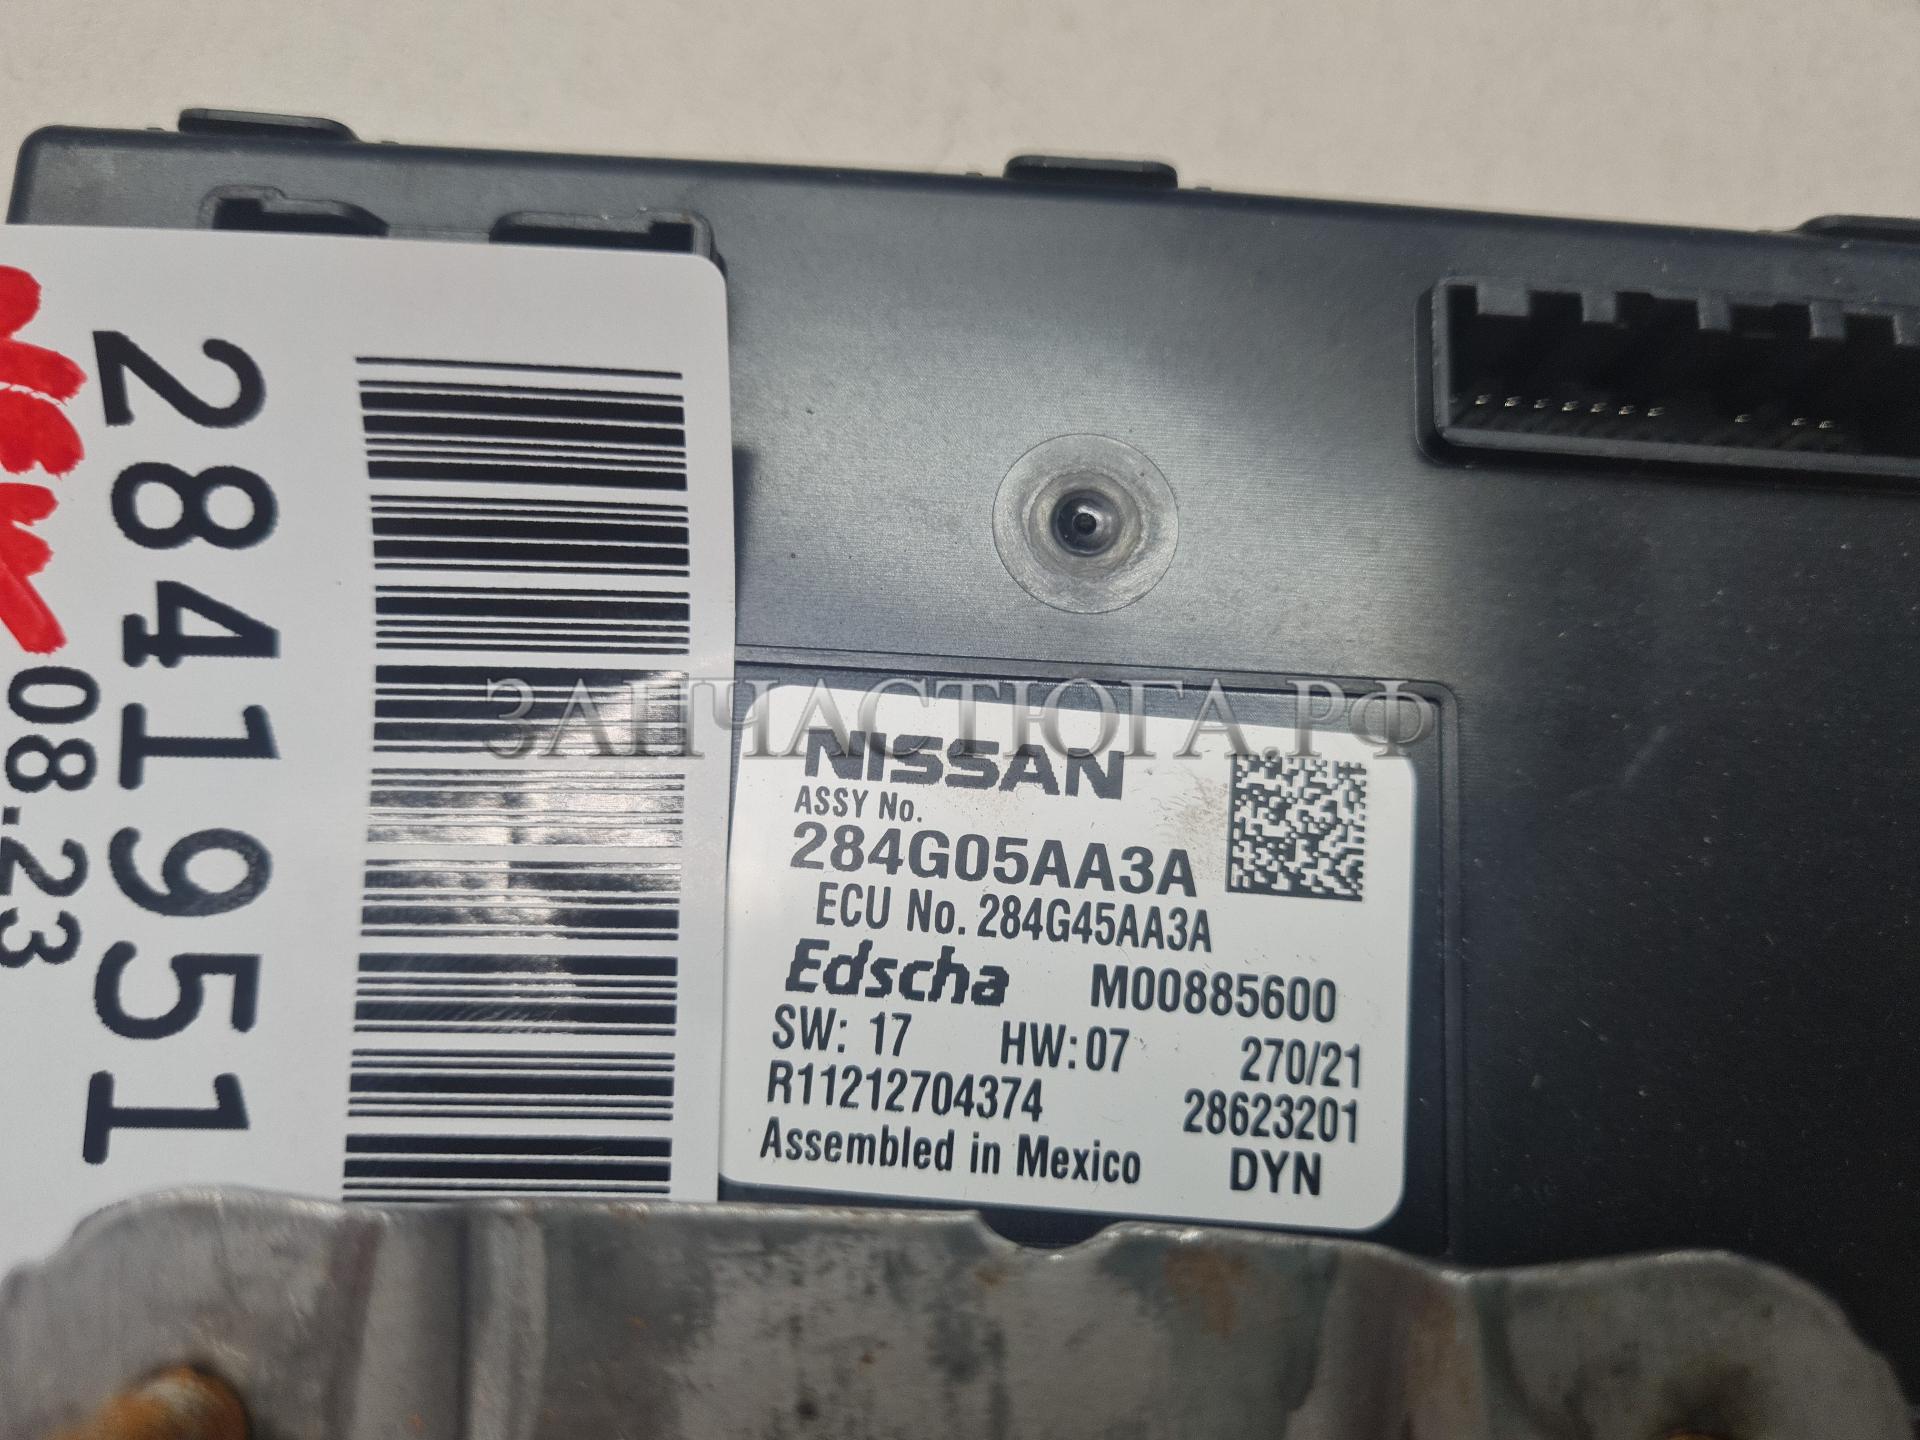 2841951
08.23
ЗАПЧАСТЮГА.РФ
NISSAN
ASSY No.
284G05AA3A
ECU No. 284G45AA3A
Edscha M00885600
SW: 17 HW: 07 270/21
R11212704374 28623201
Assembled in Mexico DYN